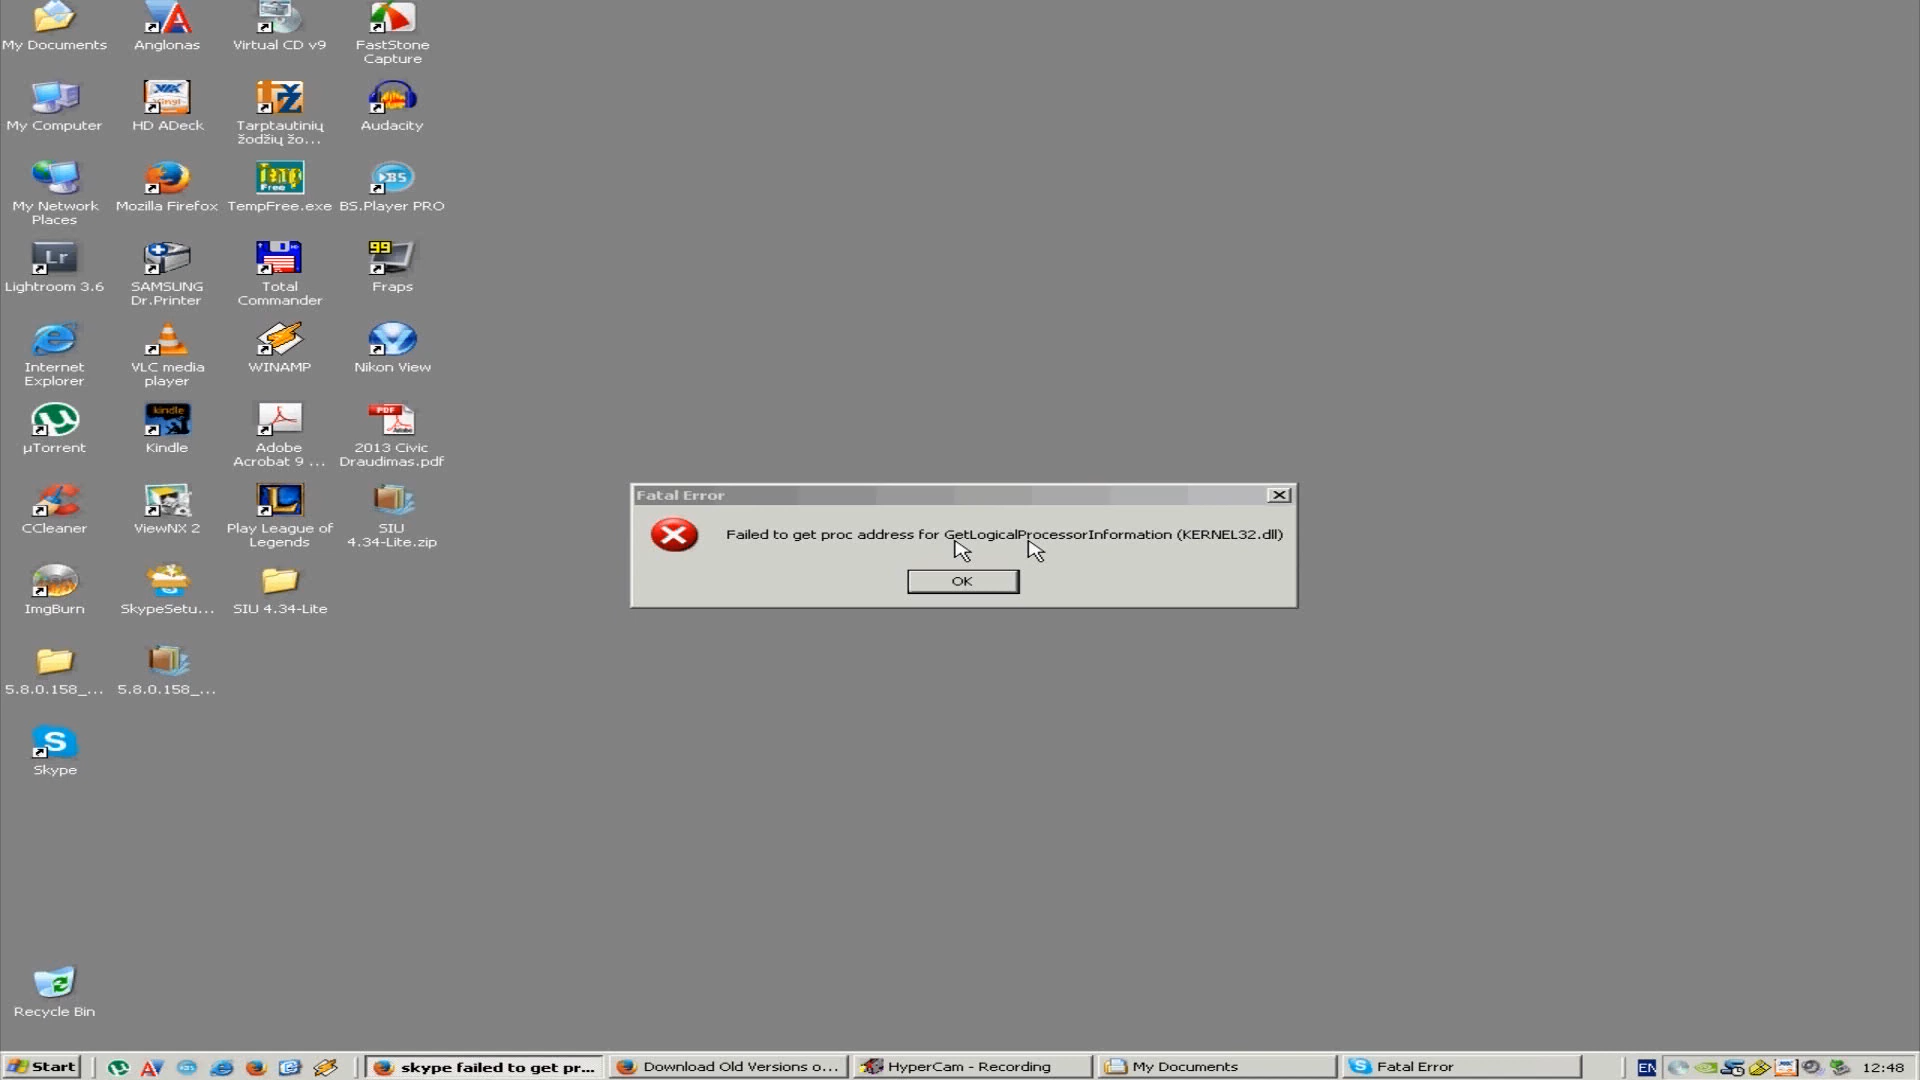 My Documents
Anglonas
Virtual CD v9
FastStone
Capture
My Computer
HD ADeck
Tarptautinių
žodžių žo...
Audacity
My Network
Places
Mozilla Firefox
TempFree.exe
BS.Player PRO
Lr
Lightroom 3.6
SAMSUNG
Dr.Printer
Total
Commander
99
Fraps
Internet
Explorer
VLC media
player
WINAMP
Nikon View
µTorrent
kindle
Kindle
Adobe
Acrobat 9 ...
PDF
Adobe
2013 Civic
Draudimas.pdf
CCleaner
ViewNX 2
Play League of
Legends
SIU
4.34-Lite.zip
ImgBurn
SkypeSetu...
SIU 4.34-Lite
5.8.0.158_...
5.8.0.158_...
Skype
Recycle Bin
Fatal Error
Failed to get proc address for GetLogicalProcessorInformation (KERNEL32.dll)
OK
Start
skype failed to get pr...
Download Old Versions o...
HyperCam - Recording
My Documents
Fatal Error
EN
12:48